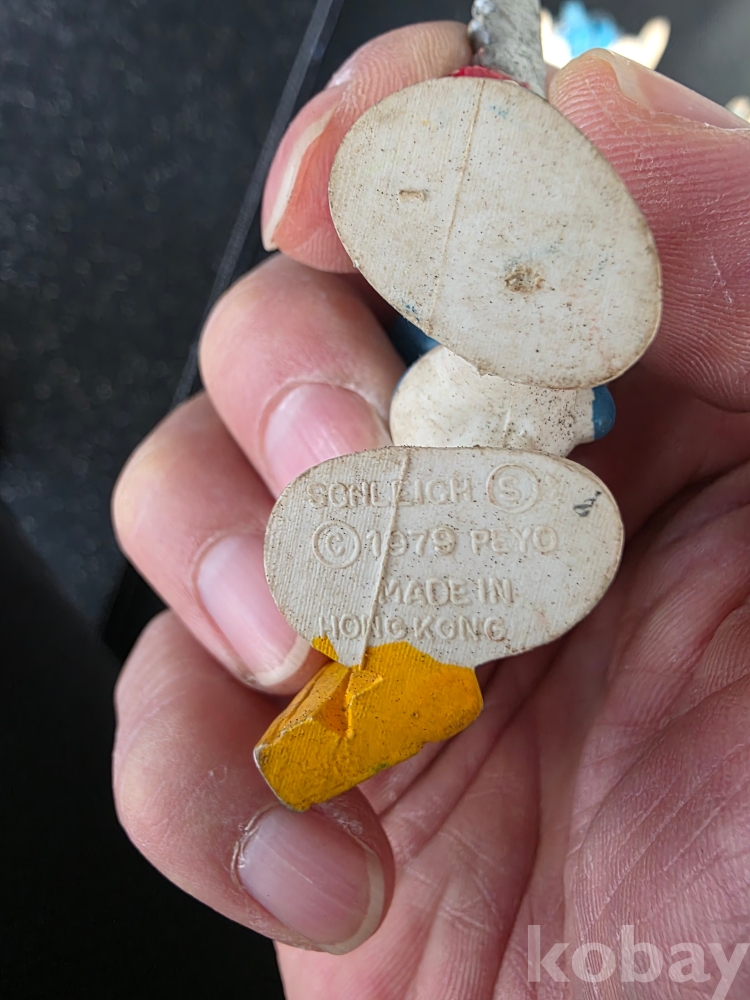 SCHLEICH Ⓢ
© 1979 PEYO
MADE IN
HONG KONG
kobay